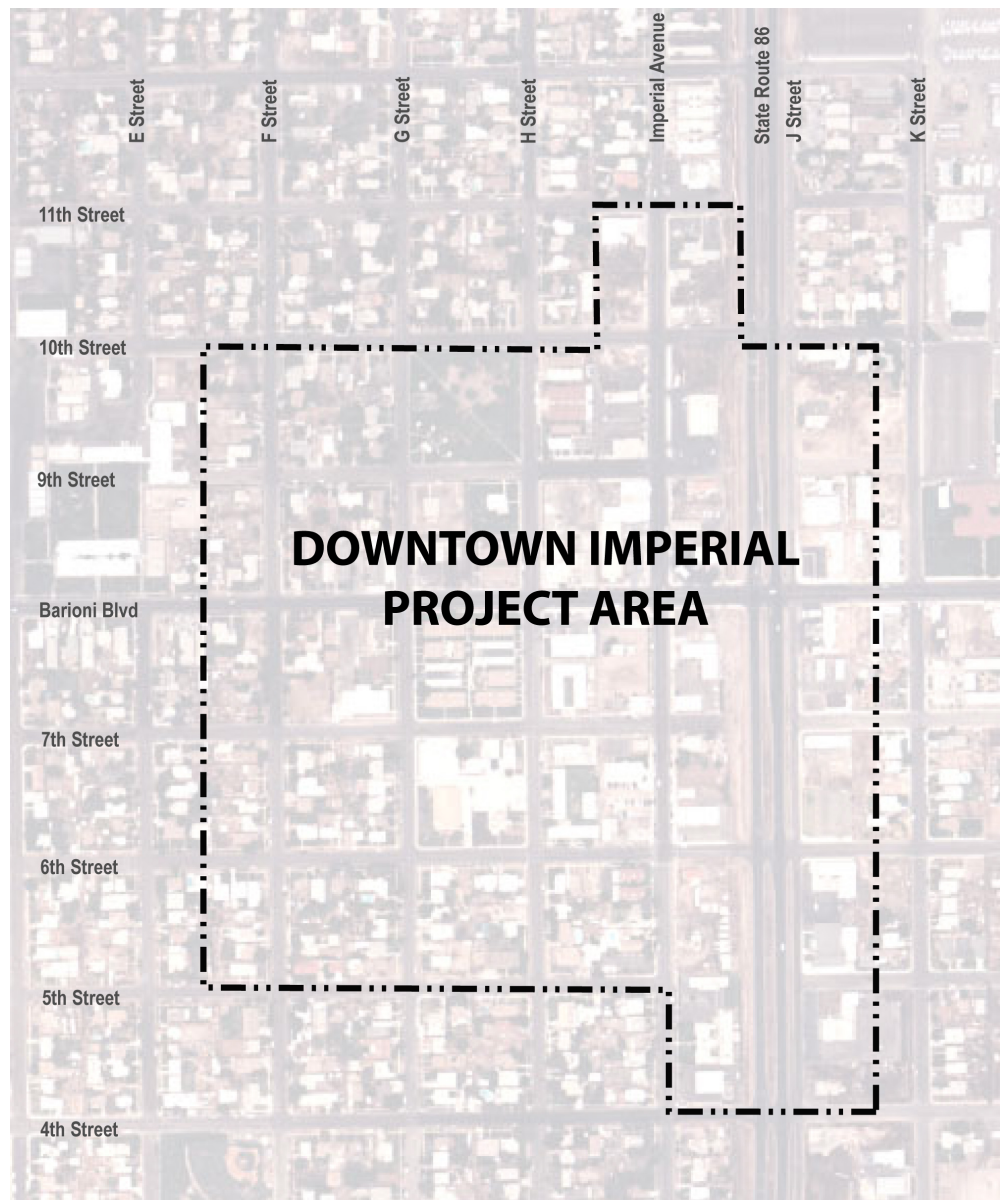 E Street
F Street
G Street
H Street
Imperial Avenue
State Route 86
J Street
K Street
11th Street
10th Street
9th Street
DOWNTOWN IMPERIAL
PROJECT AREA
Barioni Blvd
7th Street
6th Street
5th Street
4th Street